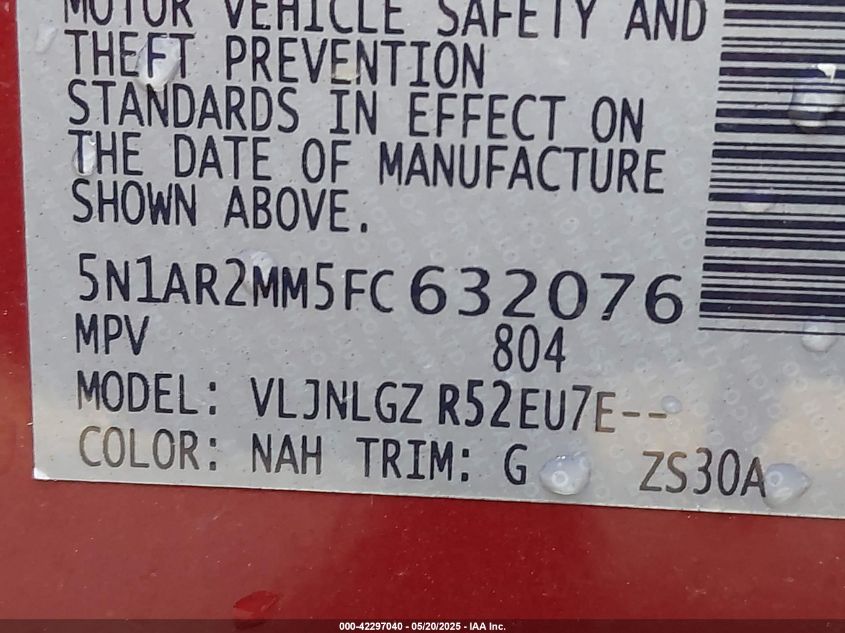 MOTOR VEHICLE SAFETY AND
THEFT PREVENTION
STANDARDS IN EFFECT ON
THE DATE OF MANUFACTURE
SHOWN ABOVE.
5N1AR2MM5FC632076
MPV 804
MODEL: VLJNLGZ R52EU7E--
COLOR: NAH TRIM: G ZS30A
000-42297040 - 05/20/2025 - IAA Inc.